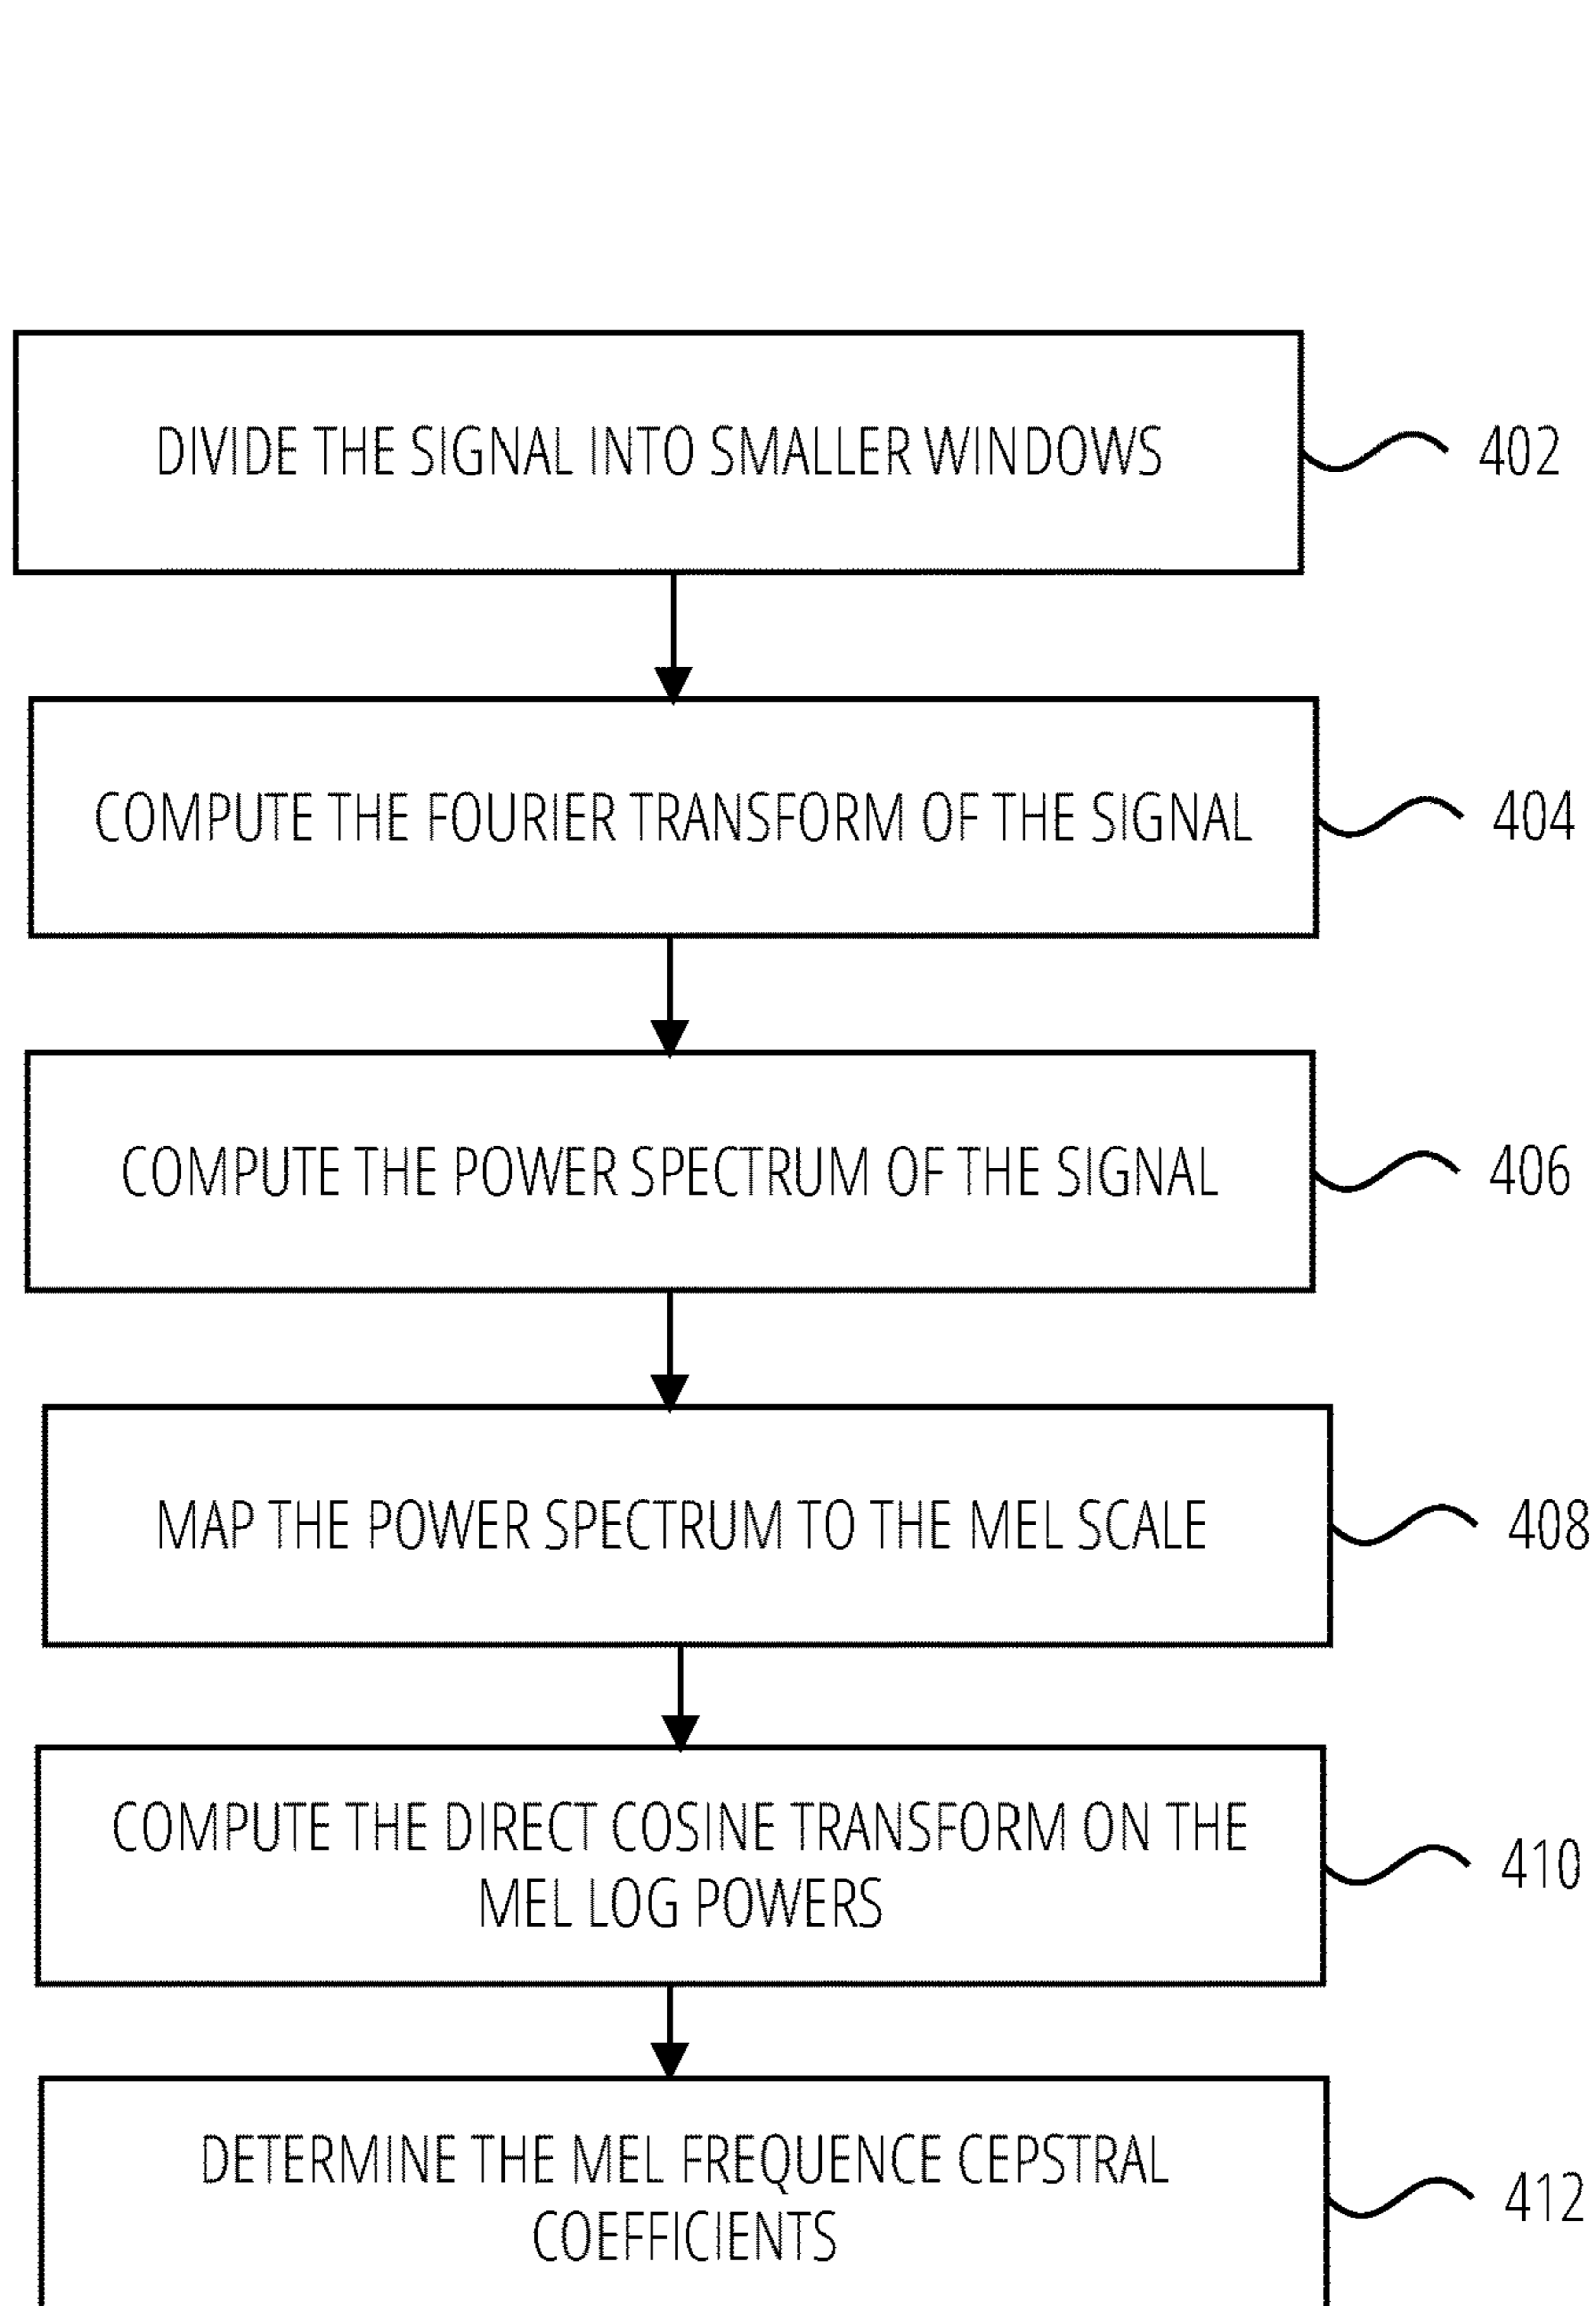 DIVIDE THE SIGNAL INTO SMALLER WINDOWS
402
COMPUTE THE FOURIER TRANSFORM OF THE SIGNAL
404
COMPUTE THE POWER SPECTRUM OF THE SIGNAL
406
MAP THE POWER SPECTRUM TO THE MEL SCALE
408
COMPUTE THE DIRECT COSINE TRANSFORM ON THE
MEL LOG POWERS
410
DETERMINE THE MEL FREQUENCE CEPSTRAL
COEFFICIENTS
412